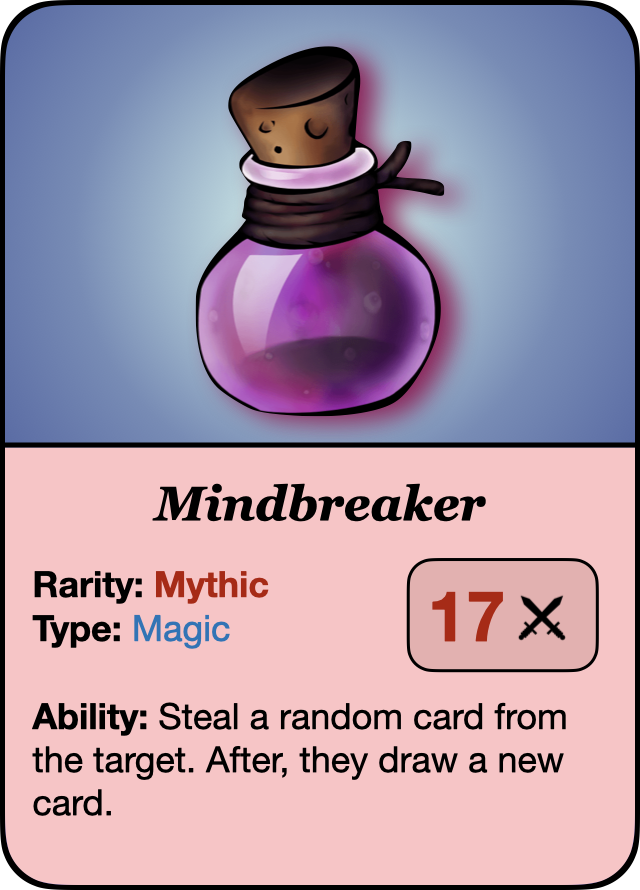 Mindbreaker
Rarity: Mythic
Type: Magic
17
Ability: Steal a random card from
the target. After, they draw a new
card.